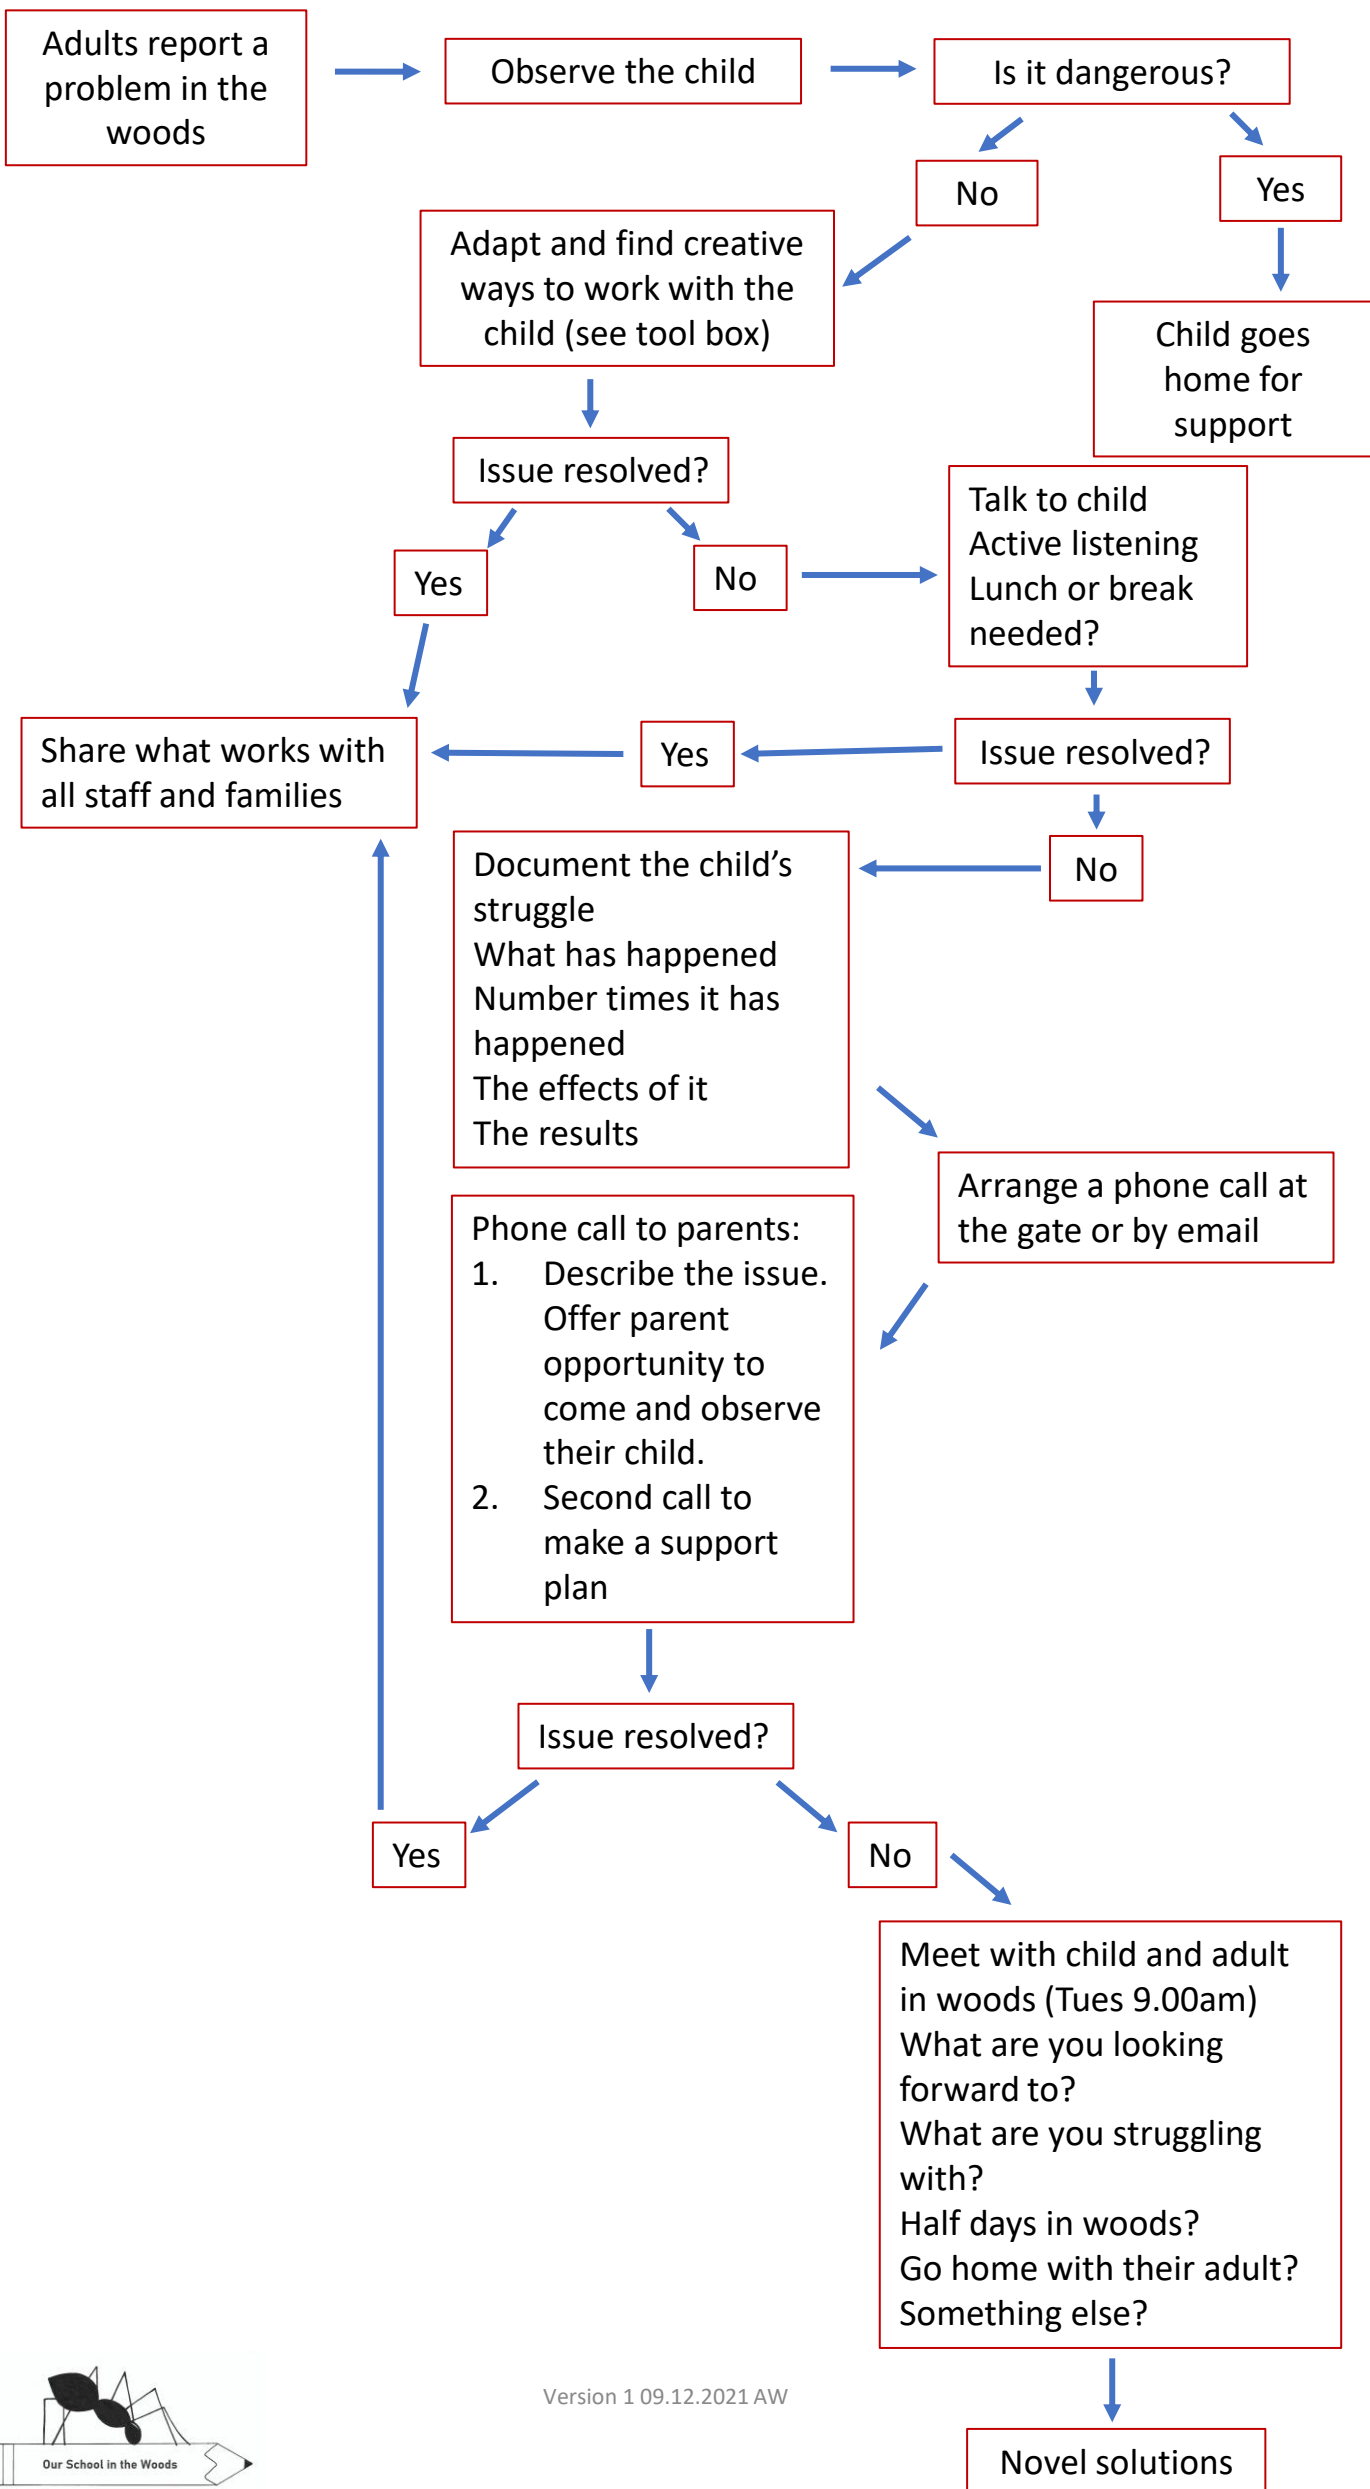 Adults report a
problem in the
woods
Observe the child
Is it dangerous?
No
Yes
Adapt and find creative
ways to work with the
child (see tool box)
Child goes
home for
support
Issue resolved?
Yes
No
Talk to child
Active listening
Lunch or break
needed?
Share what works with
all staff and families
Yes
Issue resolved?
No
Document the child’s
struggle
What has happened
Number times it has
happened
The effects of it
The results
Arrange a phone call at
the gate or by email
Phone call to parents:
1. Describe the issue.
Offer parent
opportunity to
come and observe
their child.
2. Second call to
make a support
plan
Issue resolved?
Yes
No
Meet with child and adult
in woods (Tues 9.00am)
What are you looking
forward to?
What are you struggling
with?
Half days in woods?
Go home with their adult?
Something else?
Novel solutions
Version 1 09.12.2021 AW
Our School in the Woods